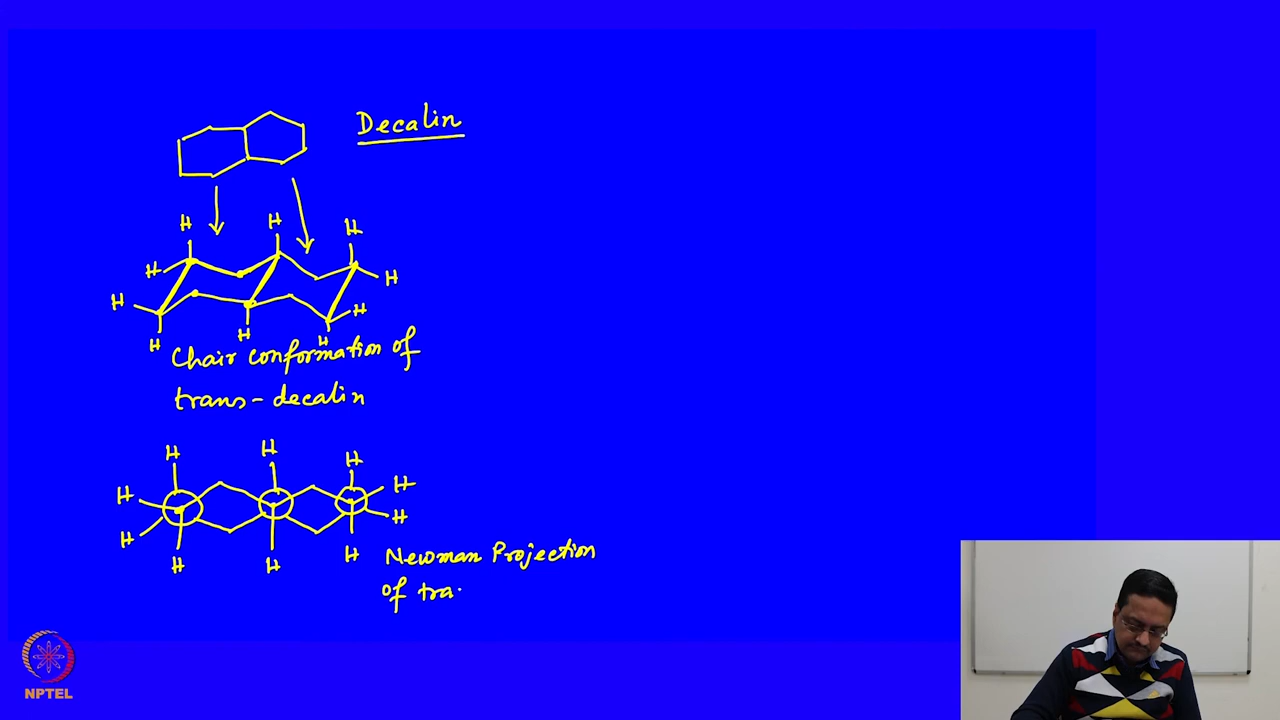 Decalin
H H H
H H
H H
H H H
Chair conformation of
trans-decalin
H H H
H H
H H
H H H
Newman Projection
of tra.
NPTEL